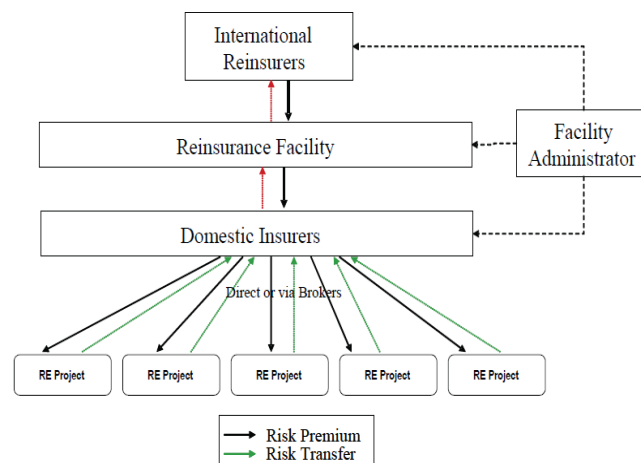 International
Reinsurers
Reinsurance Facility
Facility
Administrator
Domestic Insurers
Direct or via Brokers
RE Project
RE Project
RE Project
RE Project
RE Project
Risk Premium
Risk Transfer